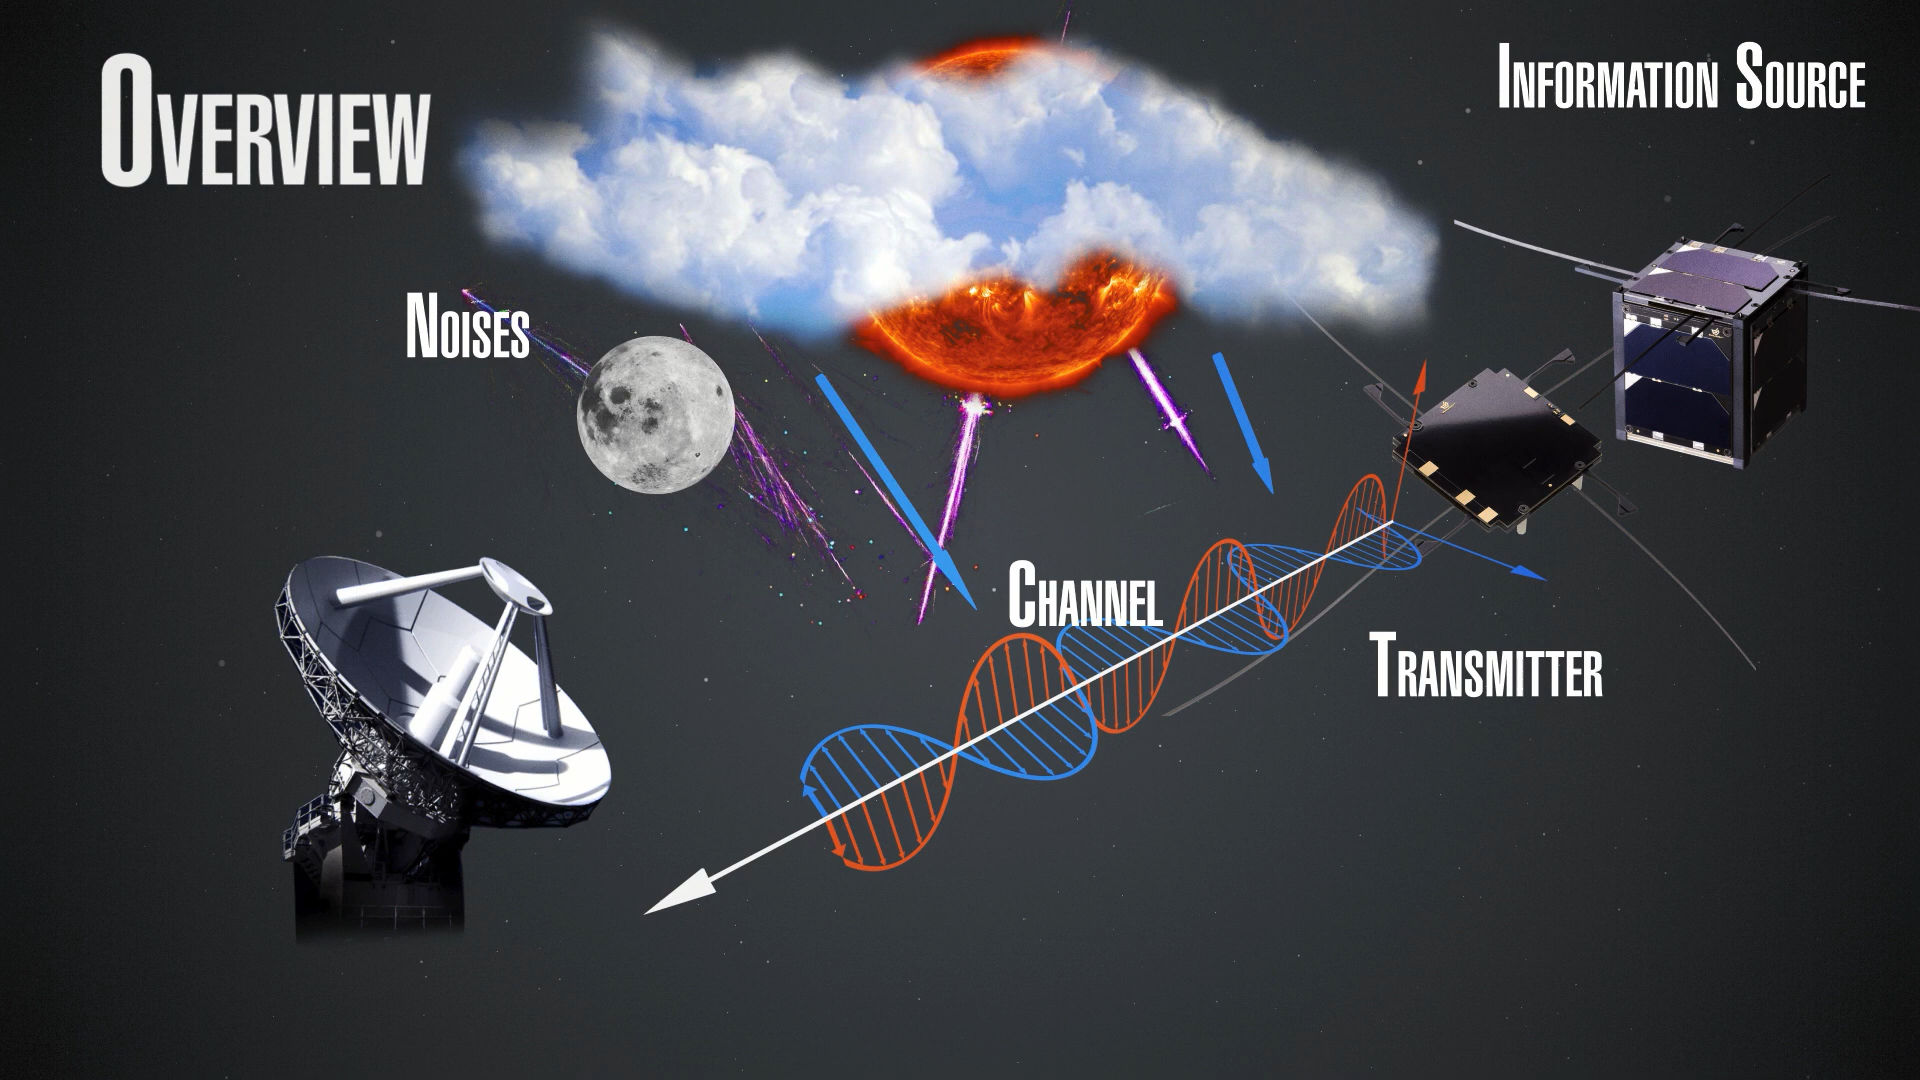 Overview
Information Source
Noises
Channel
Transmitter